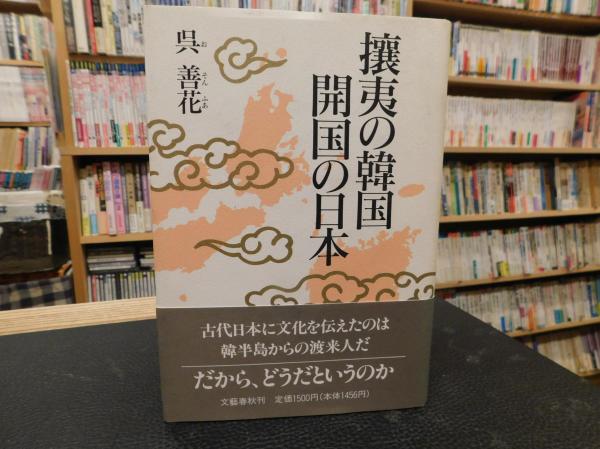 攘夷の韓国
開国の日本
呉善花
お
そんふあ
古代日本に文化を伝えたのは
韓半島からの渡来人だ
だから、どうだというのか
文藝春秋刊 定価1500円(本体1456円)